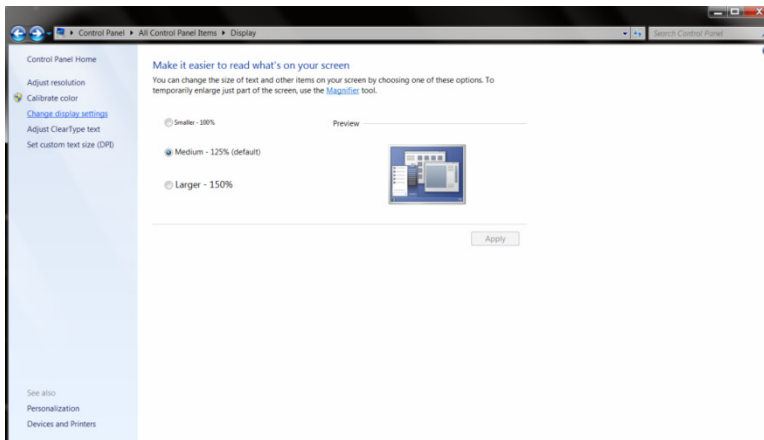 Control Panel ▸ All Control Panel Items ▸ Display
Search Control Panel
Control Panel Home
Adjust resolution
Calibrate color
Change display settings
Adjust ClearType text
Set custom text size (DPI)
Make it easier to read what's on your screen
You can change the size of text and other items on your screen by choosing one of these options. To
temporarily enlarge just part of the screen, use the Magnifier tool.
Smaller - 100%
Preview
Medium - 125% (default)
Larger - 150%
Apply
See also
Personalization
Devices and Printers